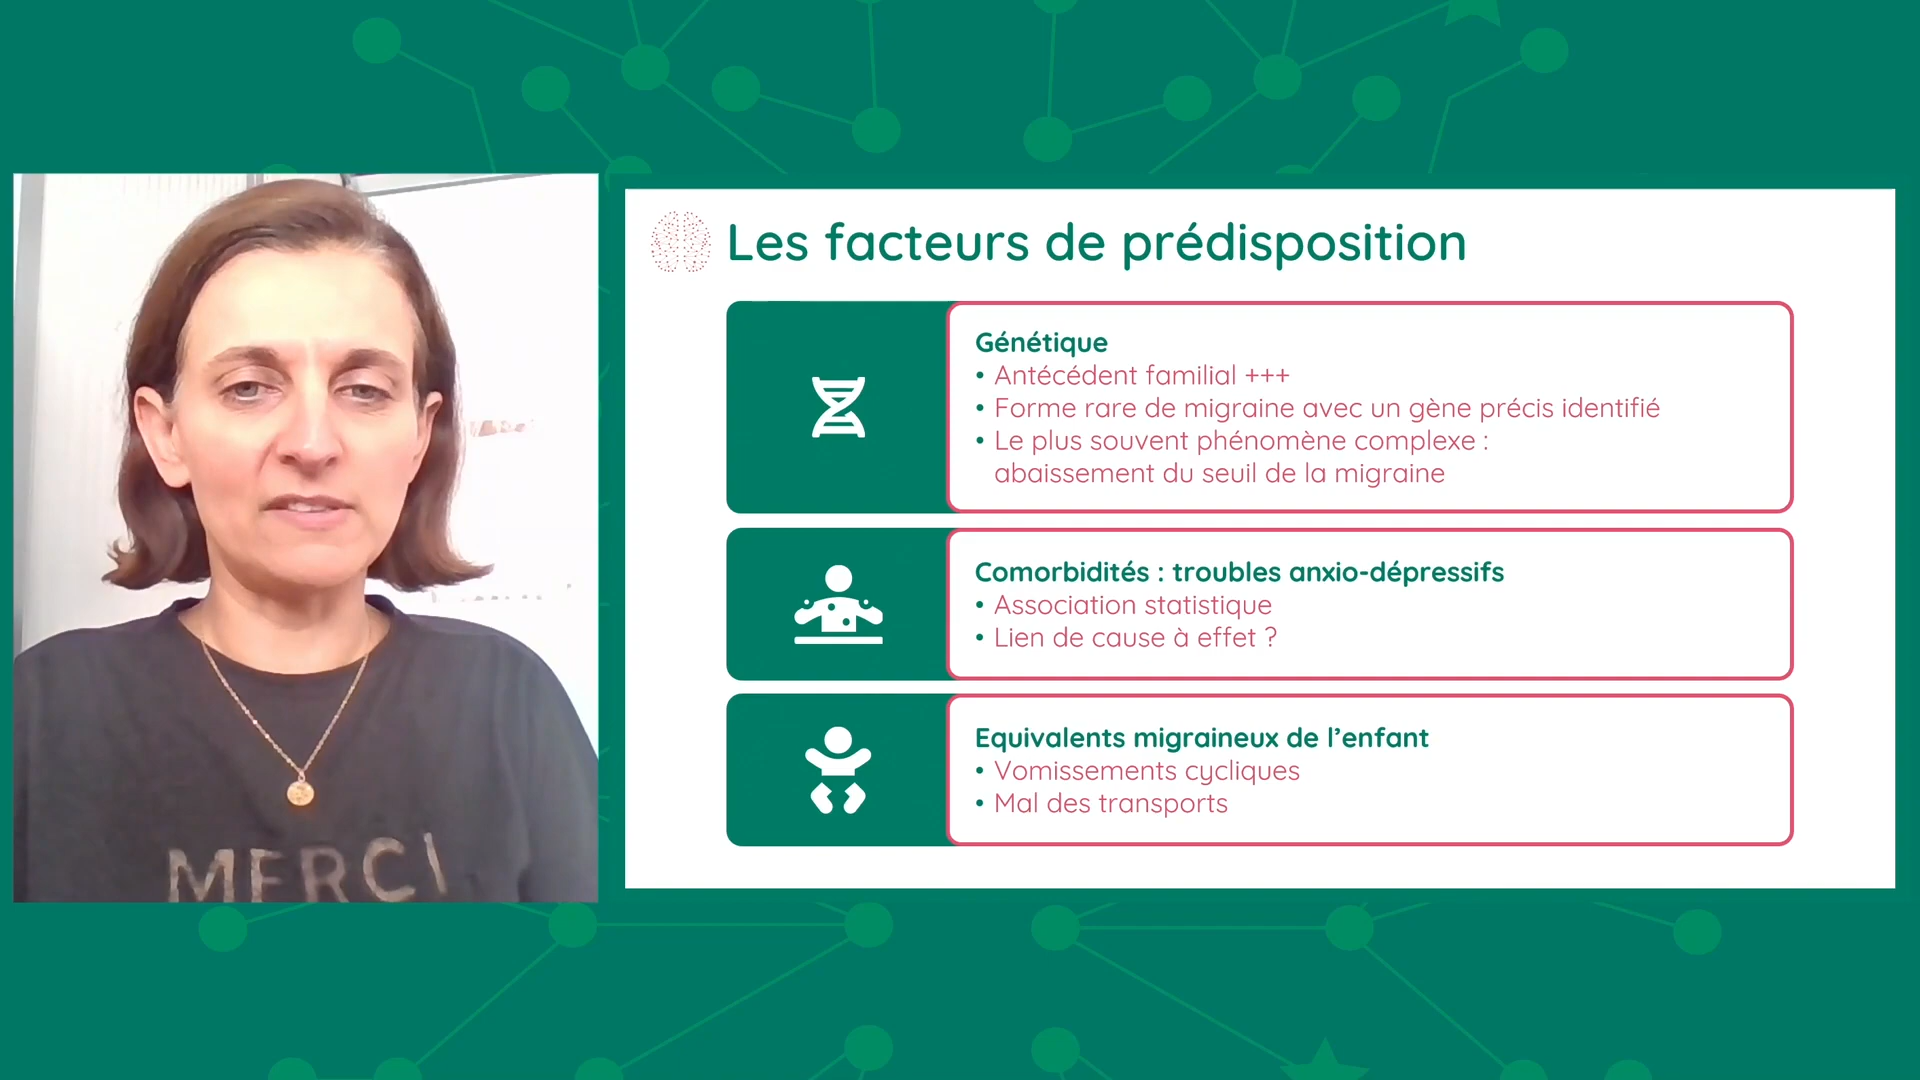 Les facteurs de prédisposition
Génétique
• Antécédent familial +++
• Forme rare de migraine avec un gène précis identifié
• Le plus souvent phénomène complexe :
abaissement du seuil de la migraine
Comorbidités : troubles anxio-dépressifs
• Association statistique
• Lien de cause à effet ?
Equivalents migraineux de l’enfant
• Vomissements cycliques
• Mal des transports
MERCI